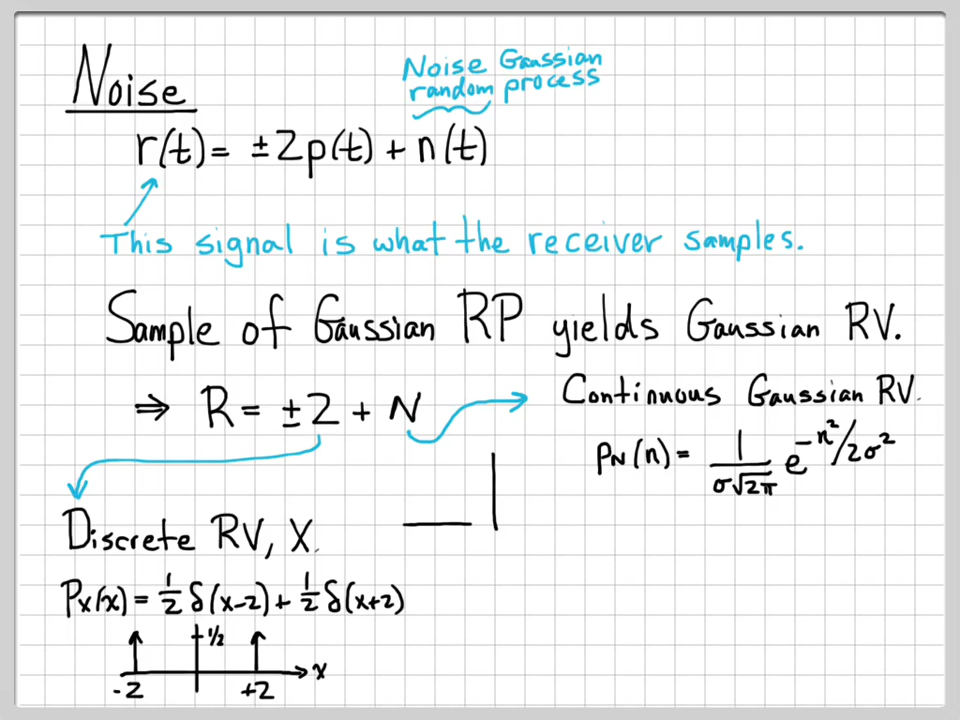 Noise
Noise Gaussian
random process
r(t) = ±2p(t) + n(t)
This signal is what the receiver samples.
Sample of Gaussian RP yields Gaussian RV.
⇒ R = ±2 + N
Continuous Gaussian RV.
pN(n) = 1/(σ√2π) e^(-n²/2σ²)
Discrete RV, X.
Px(x) = 1/2 δ(x-2) + 1/2 δ(x+2)
1/2
x
-2
+2